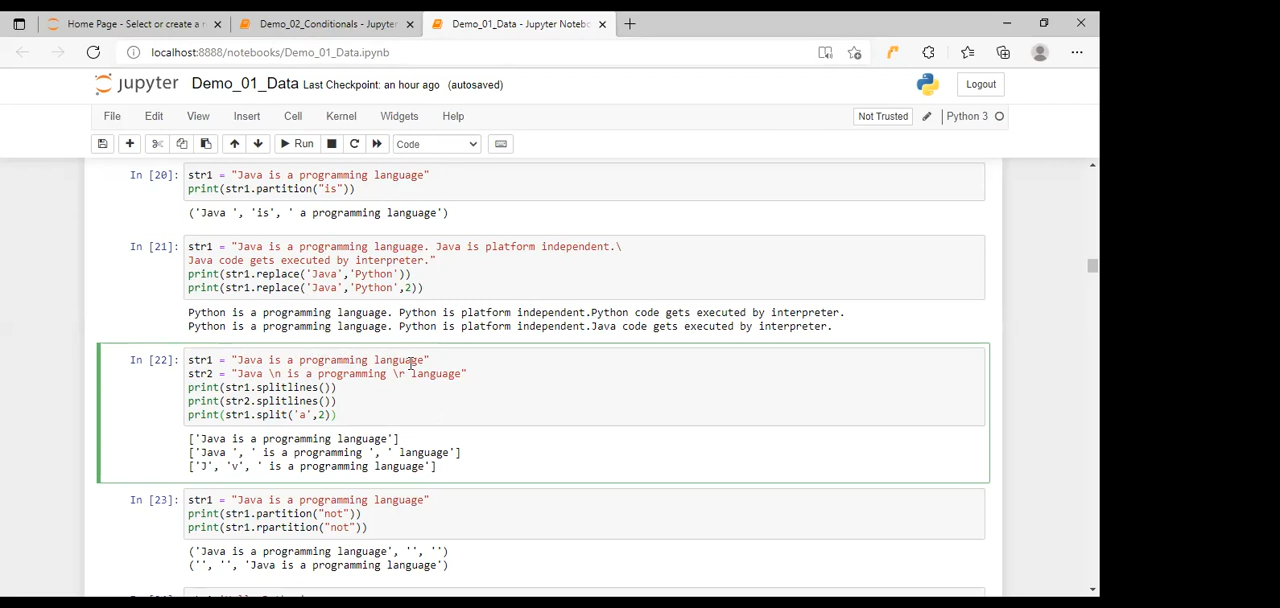 Home Page - Select or create a n
Demo_02_Conditionals - Jupyter
Demo_01_Data - Jupyter Notebo
localhost:8888/notebooks/Demo_01_Data.ipynb
jupyter Demo_01_Data Last Checkpoint: an hour ago (autosaved)
Logout
File Edit View Insert Cell Kernel Widgets Help
Not Trusted
Python 3
Run
Code
In [20]: str1 = "Java is a programming language"
print(str1.partition("is"))
('Java ', 'is', ' a programming language')
In [21]: str1 = "Java is a programming language. Java is platform independent.\
Java code gets executed by interpreter."
print(str1.replace('Java','Python'))
print(str1.replace('Java','Python',2))
Python is a programming language. Python is platform independent.Python code gets executed by interpreter.
Python is a programming language. Python is platform independent.Java code gets executed by interpreter.
In [22]: str1 = "Java is a programming language"
str2 = "Java \n is a programming \r language"
print(str1.splitlines())
print(str2.splitlines())
print(str1.split('a',2))
['Java is a programming language']
['Java ', ' is a programming ', ' language']
['J', 'v', ' is a programming language']
In [23]: str1 = "Java is a programming language"
print(str1.partition("not"))
print(str1.rpartition("not"))
('Java is a programming language', '', '')
('', '', 'Java is a programming language')